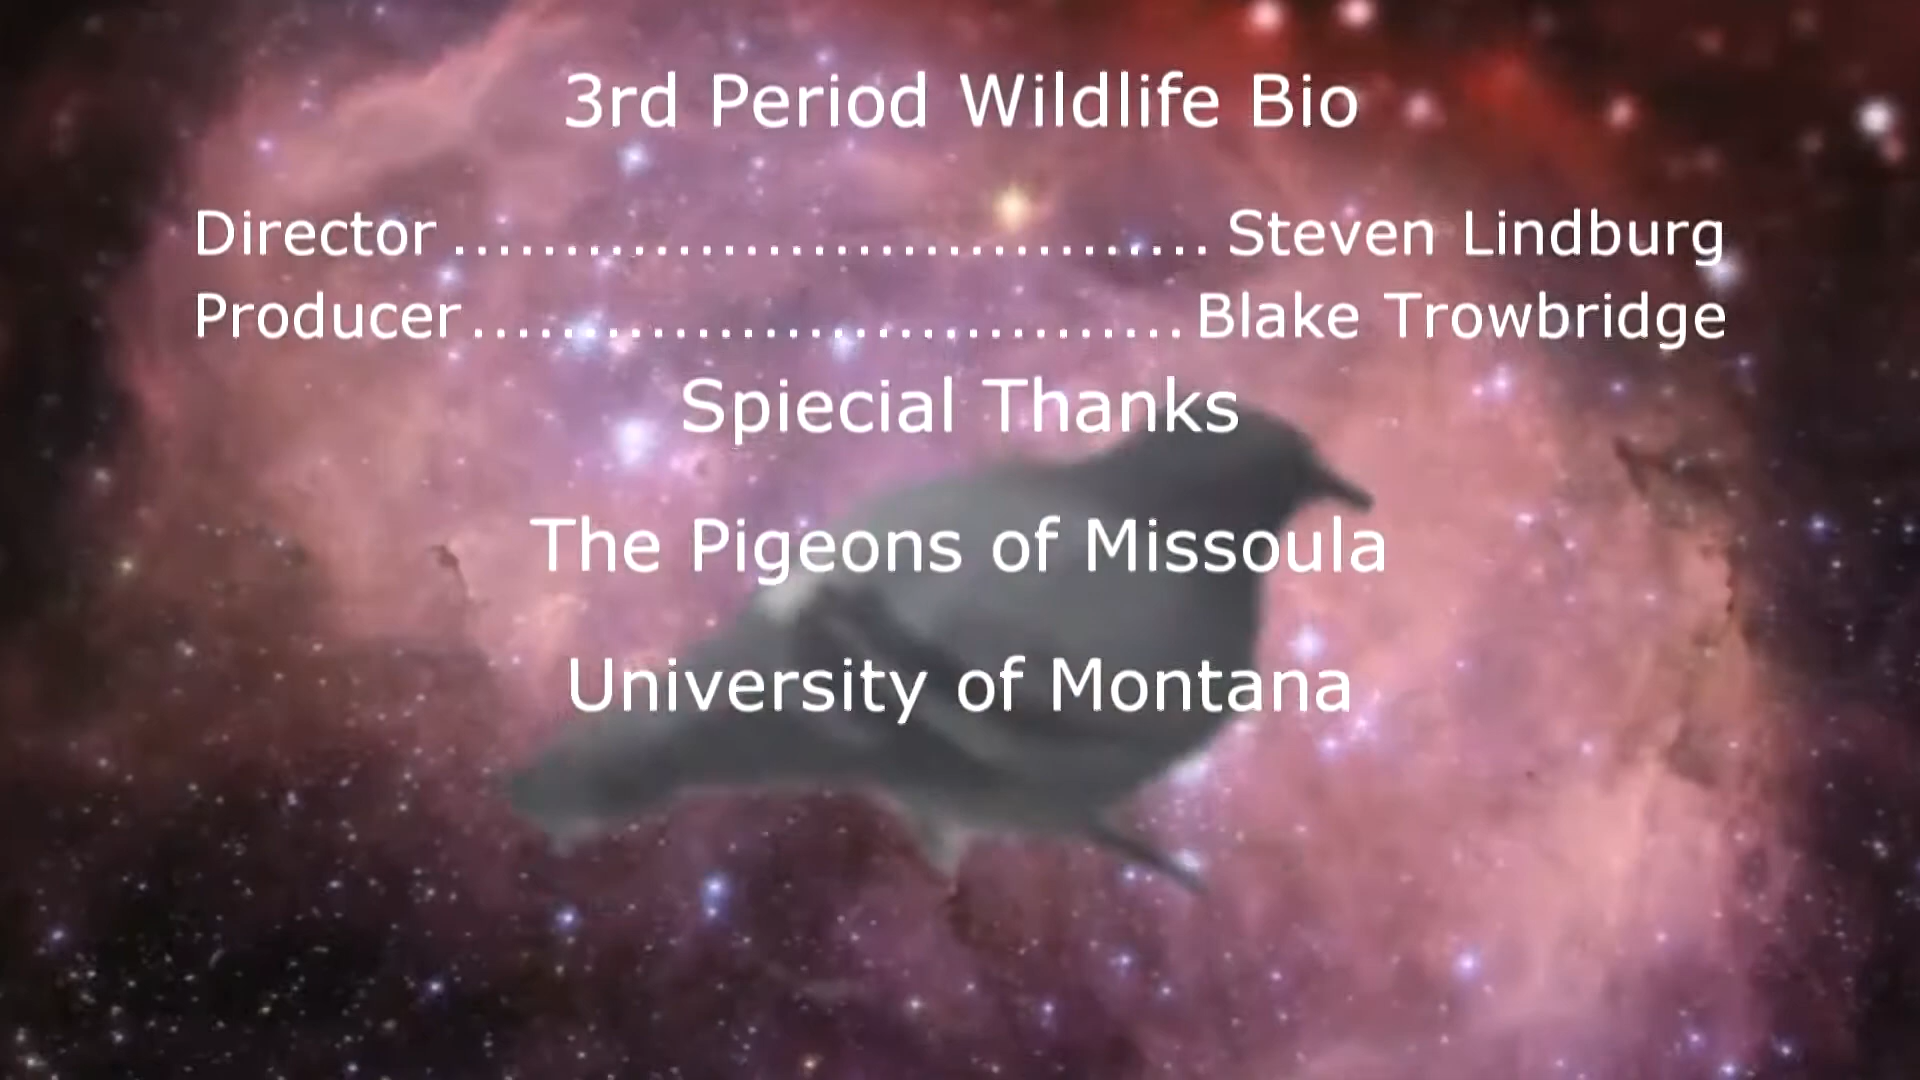 3rd Period Wildlife Bio
Director ................................. Steven Lindburg
Producer ................................ Blake Trowbridge
Spiecial Thanks
The Pigeons of Missoula
University of Montana